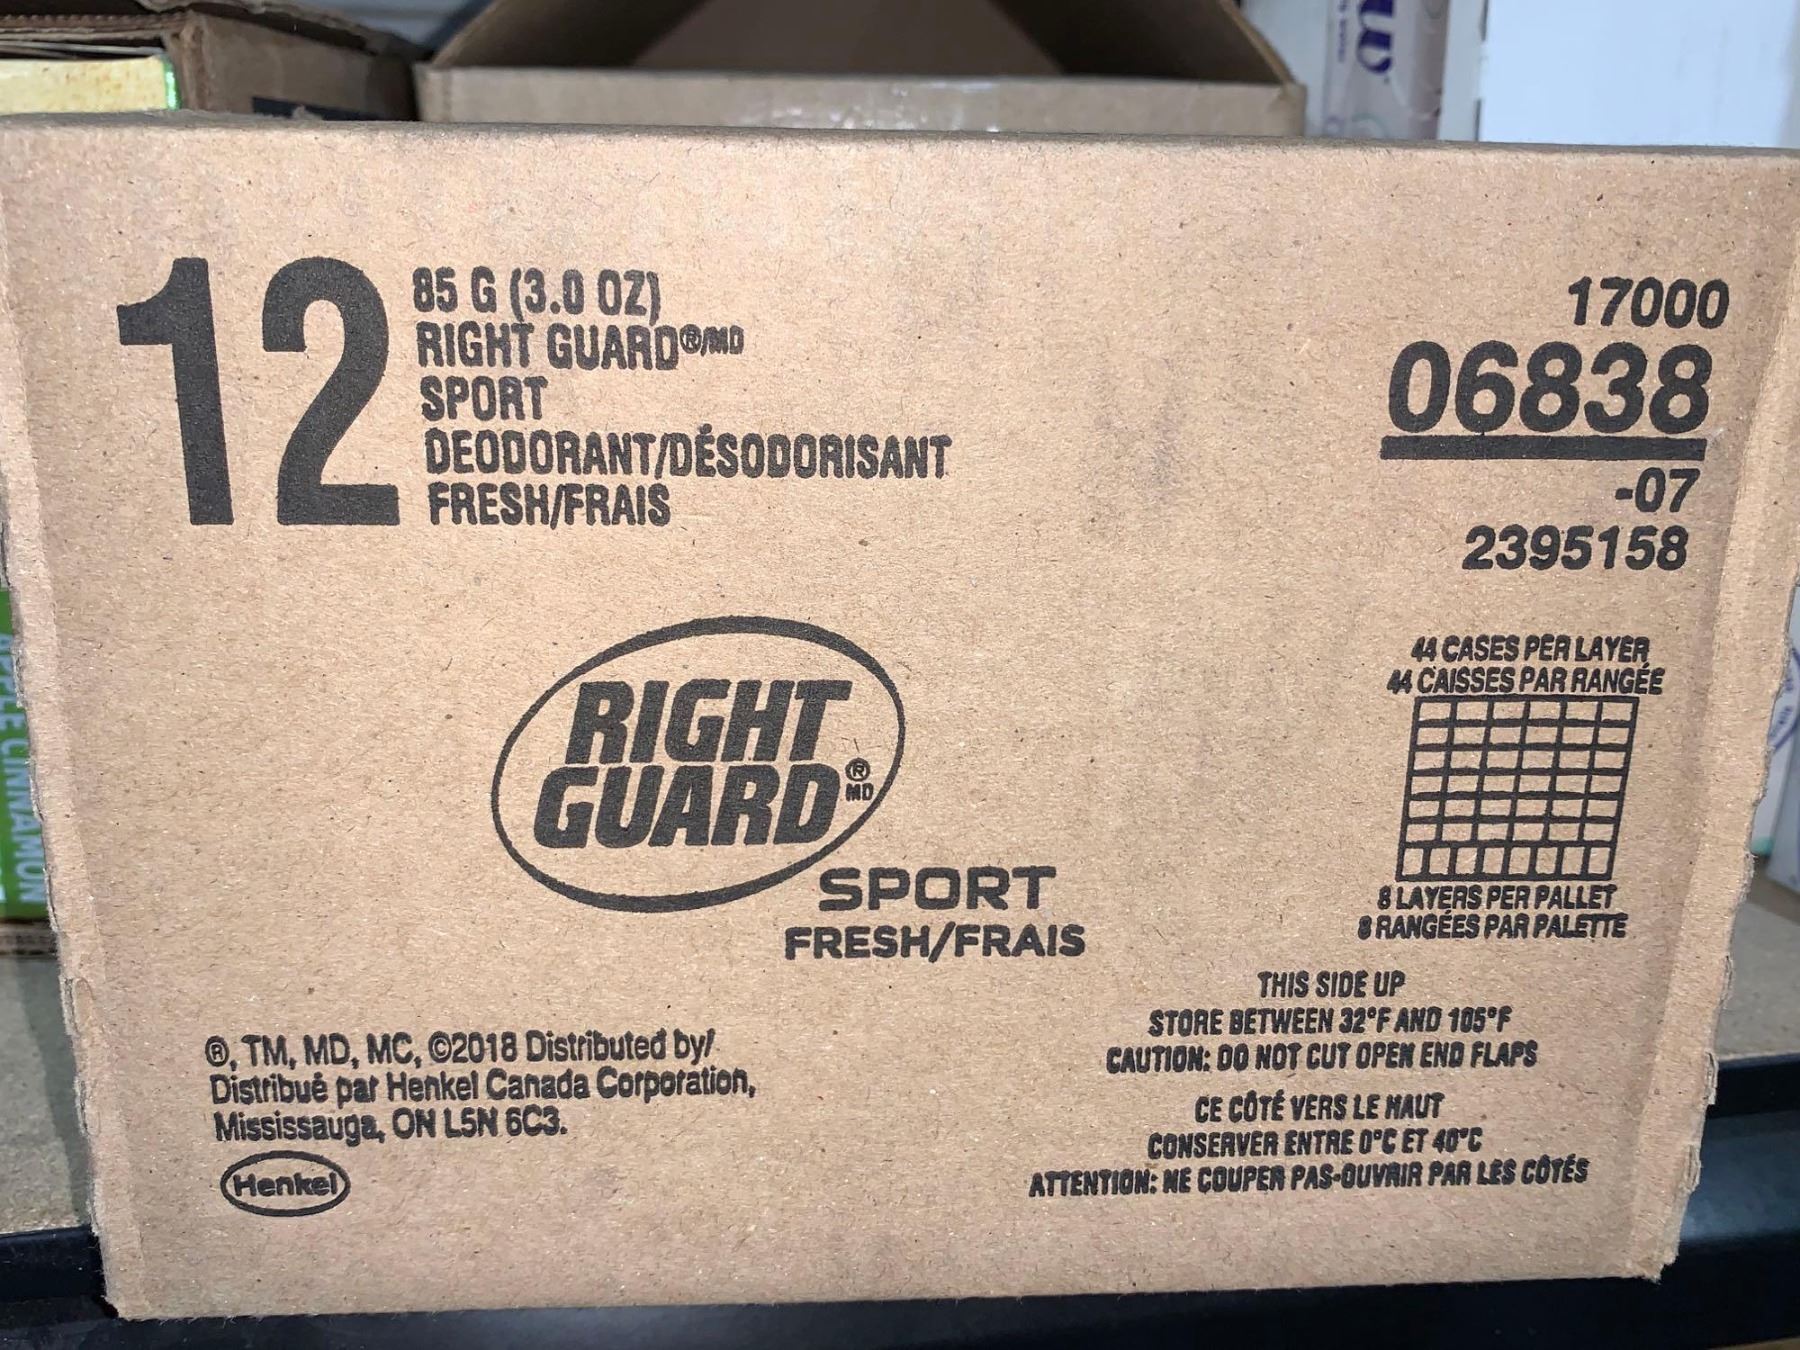 12
85 G (3.0 OZ)
RIGHT GUARD®/MD
SPORT
DEODORANT/DÉSODORISANT
FRESH/FRAIS
17000
06838
-07
2395158
44 CASES PER LAYER
44 CAISSES PAR RANGÉE
8 LAYERS PER PALLET
8 RANGÉES PAR PALETTE
RIGHT
GUARD®
MD
SPORT
FRESH/FRAIS
THIS SIDE UP
STORE BETWEEN 32°F AND 105°F
CAUTION: DO NOT CUT OPEN END FLAPS
CE CÔTÉ VERS LE HAUT
CONSERVER ENTRE 0°C ET 40°C
ATTENTION: NE COUPER PAS-OUVRIR PAR LES CÔTÉS
®, TM, MD, MC, ©2018 Distributed by/
Distribué par Henkel Canada Corporation,
Mississauga, ON L5N 6C3.
Henkel
APPLE CINNAMON